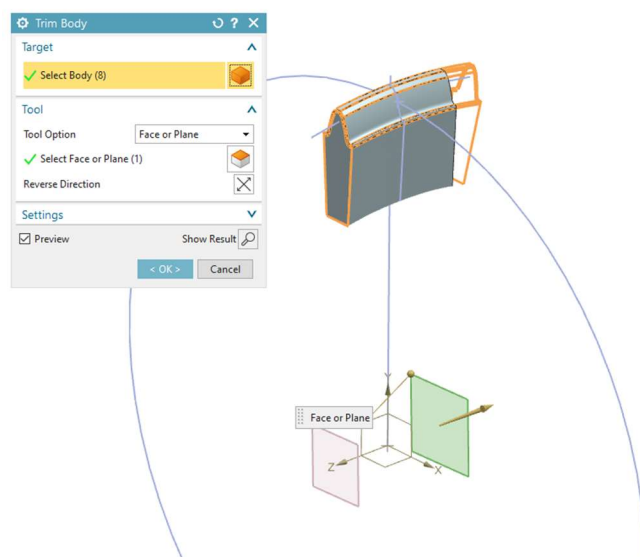 Trim Body
Target
Select Body (8)
Tool
Tool Option
Face or Plane
Select Face or Plane (1)
Reverse Direction
Settings
Preview
Show Result
< OK >
Cancel
Y
Face or Plane
Z
X